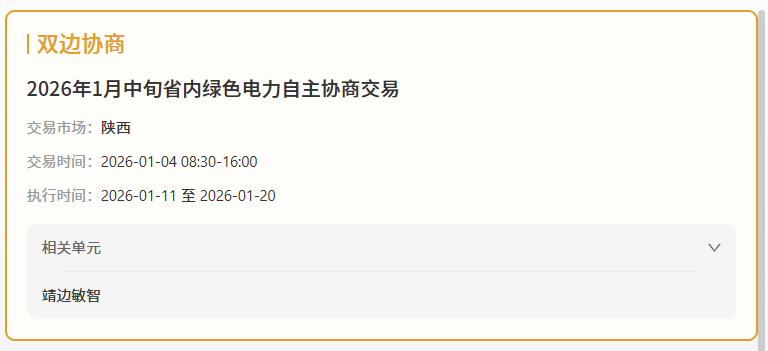 双边协商
2026年1月中旬省内绿色电力自主协商交易
交易市场：陕西
交易时间：2026-01-04 08:30-16:00
执行时间：2026-01-11 至 2026-01-20
相关单元
靖边敏智